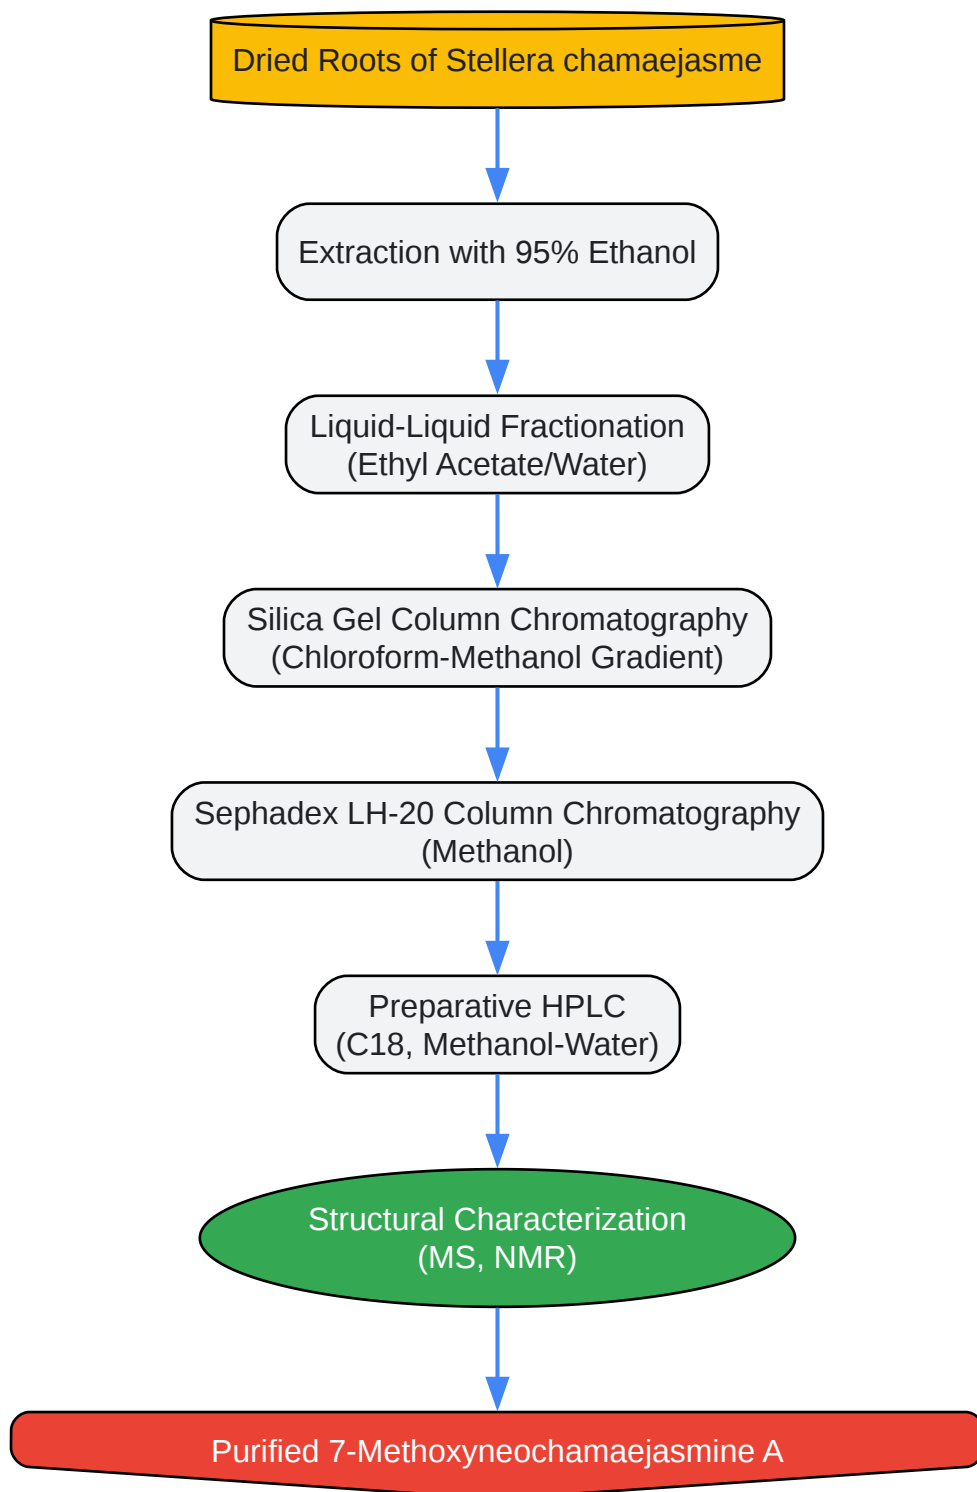 Dried Roots of Stellera chamaejasme
Extraction with 95% Ethanol
Liquid-Liquid Fractionation
(Ethyl Acetate/Water)
Silica Gel Column Chromatography
(Chloroform-Methanol Gradient)
Sephadex LH-20 Column Chromatography
(Methanol)
Preparative HPLC
(C18, Methanol-Water)
Structural Characterization
(MS, NMR)
Purified 7-Methoxyneochamaejasmine A